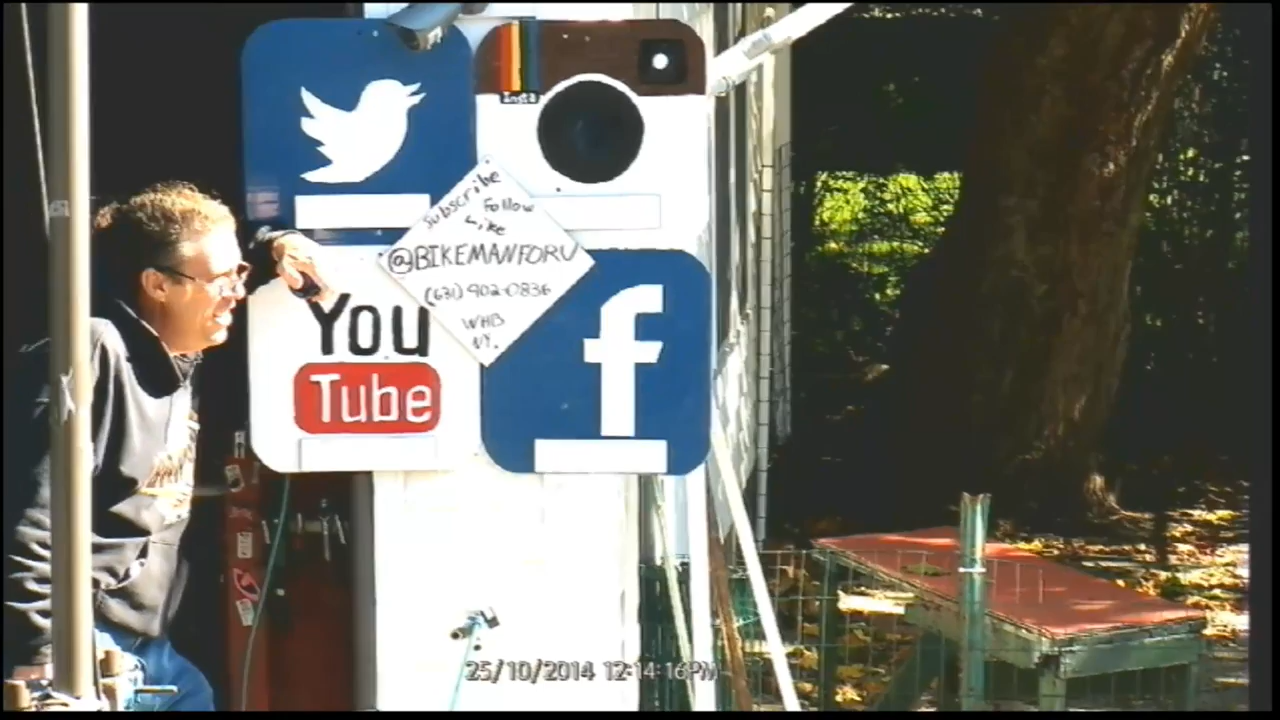 Insta
Subscribe
Follow
Like
@BIKEMANFORU
(631) 902-0836
WHB
NY.
You
Tube
f
25/10/2014 12:14:16PM